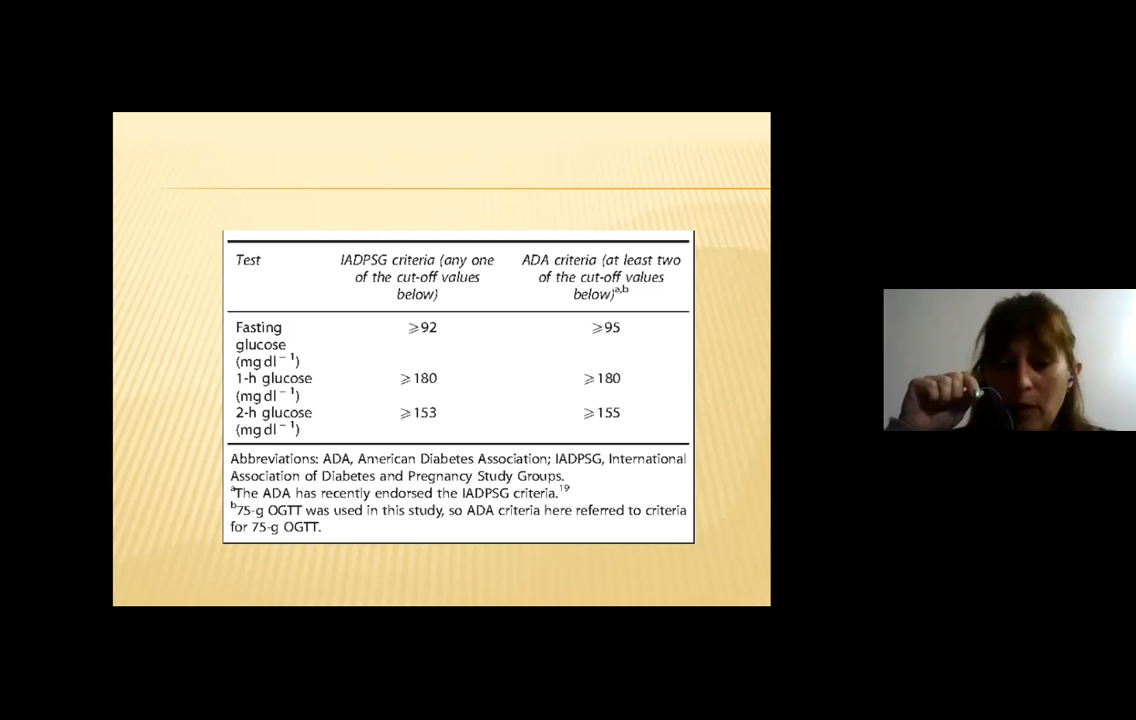 Test IADPSG criteria (any one ADA criteria (at least two
of the cut-off values of the cut-off values
below) below)a,b
Fasting ⩾92 ⩾95
glucose
(mg dl−1)
1-h glucose ⩾180 ⩾180
(mg dl−1)
2-h glucose ⩾153 ⩾155
(mg dl−1)
Abbreviations: ADA, American Diabetes Association; IADPSG, International
Association of Diabetes and Pregnancy Study Groups.
aThe ADA has recently endorsed the IADPSG criteria.19
b75-g OGTT was used in this study, so ADA criteria here referred to criteria
for 75-g OGTT.